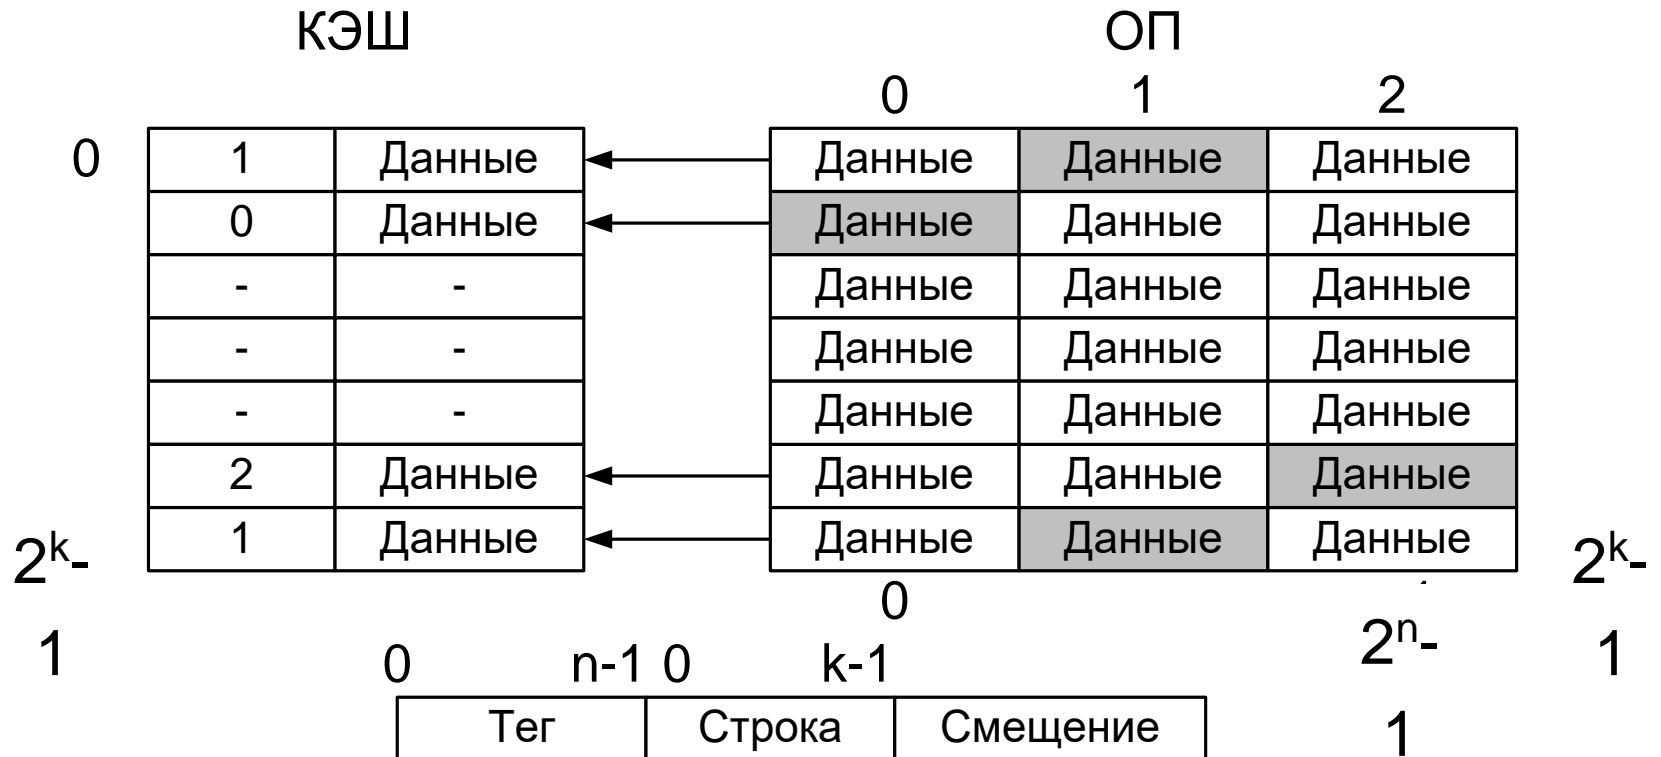 КЭШ ОП
0 1 2
0 1 Данные Данные Данные Данные
0 Данные Данные Данные Данные
- - Данные Данные Данные
- - Данные Данные Данные
- - Данные Данные Данные
2 Данные Данные Данные Данные
1 Данные Данные Данные Данные
2ᵏ-1 0 2ⁿ-1 2ᵏ-1
0 n-1 0 k-1
Тег Строка Смещение